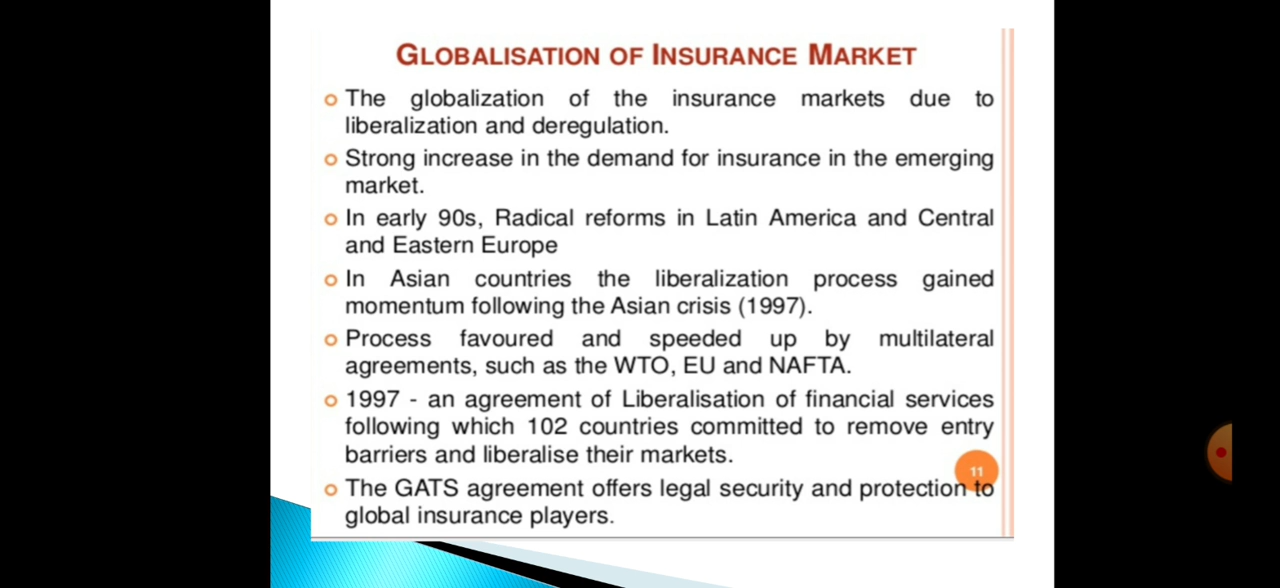 GLOBALISATION OF INSURANCE MARKET
The globalization of the insurance markets due to
liberalization and deregulation.
Strong increase in the demand for insurance in the emerging
market.
In early 90s, Radical reforms in Latin America and Central
and Eastern Europe
In Asian countries the liberalization process gained
momentum following the Asian crisis (1997).
Process favoured and speeded up by multilateral
agreements, such as the WTO, EU and NAFTA.
1997 - an agreement of Liberalisation of financial services
following which 102 countries committed to remove entry
barriers and liberalise their markets.
11
The GATS agreement offers legal security and protection to
global insurance players.